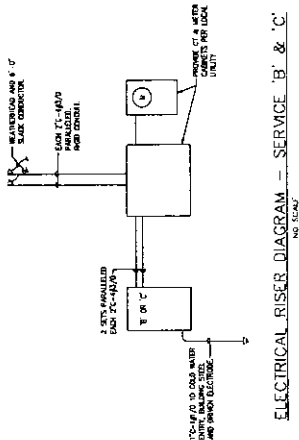 WEATHERHEAD AND 6'-0"
SLACK CONDUCTOR
EACH 2"C-4#3/0
PARALLELED
RIGID CONDUIT.
M
PROVIDE CT & METER
CABINETS PER LOCAL
UTILITY
2 SETS PARALLELED
EACH 2"C-4#3/0
'B' OR 'C'
1"C-1#1/0 TO COLD WATER
ENTRY, BUILDING STEEL
AND DRIVEN ELECTRODE
ELECTRICAL RISER DIAGRAM - SERVICE 'B' & 'C'
NO SCALE